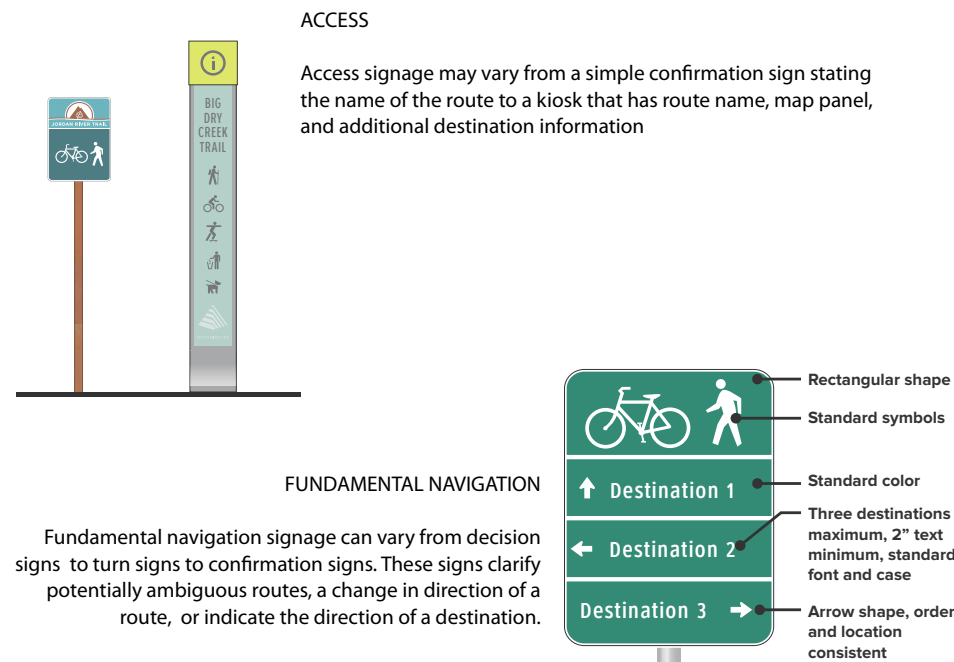 ACCESS
Access signage may vary from a simple confirmation sign stating
the name of the route to a kiosk that has route name, map panel,
and additional destination information
JORDAN RIVER TRAIL
BIG
DRY
CREEK
TRAIL
FUNDAMENTAL NAVIGATION
Fundamental navigation signage can vary from decision
signs to turn signs to confirmation signs. These signs clarify
potentially ambiguous routes, a change in direction of a
route, or indicate the direction of a destination.
Destination 1
Destination 2
Destination 3
Rectangular shape
Standard symbols
Standard color
Three destinations
maximum, 2” text
minimum, standard
font and case
Arrow shape, order
and location
consistent